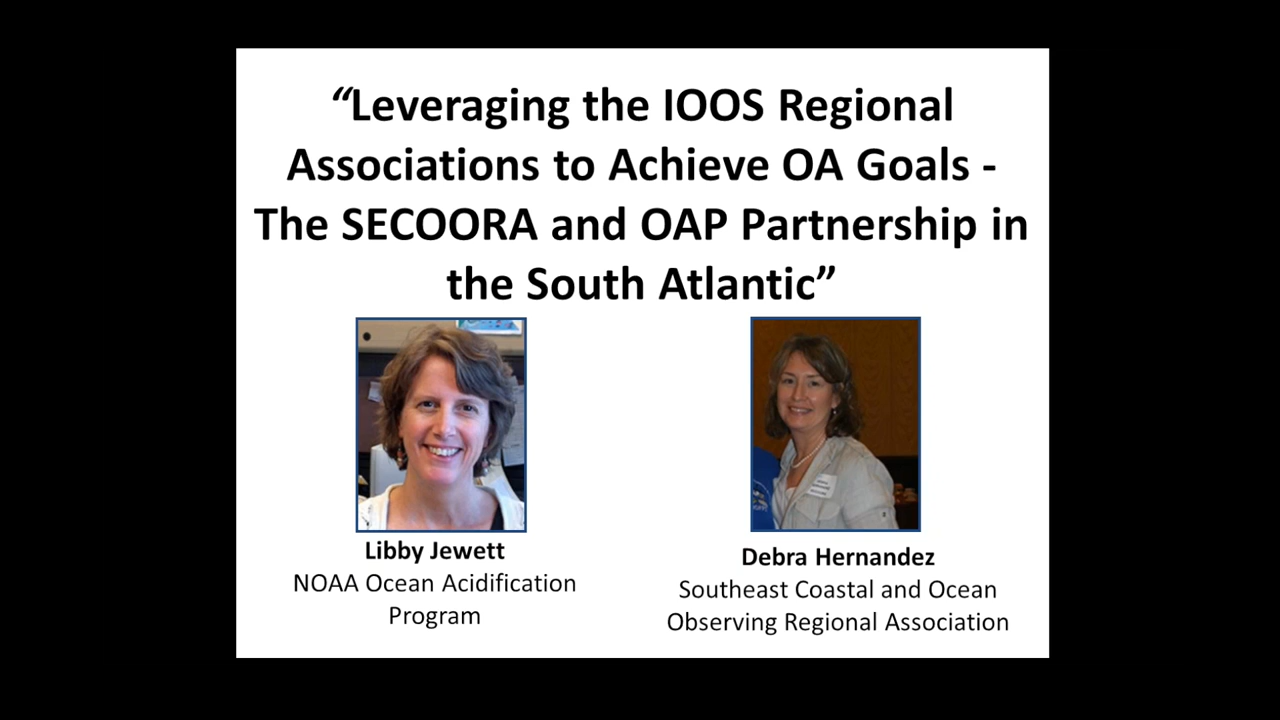 “Leveraging the IOOS Regional
Associations to Achieve OA Goals -
The SECOORA and OAP Partnership in
the South Atlantic”
Libby Jewett
NOAA Ocean Acidification
Program
Debra Hernandez
Southeast Coastal and Ocean
Observing Regional Association